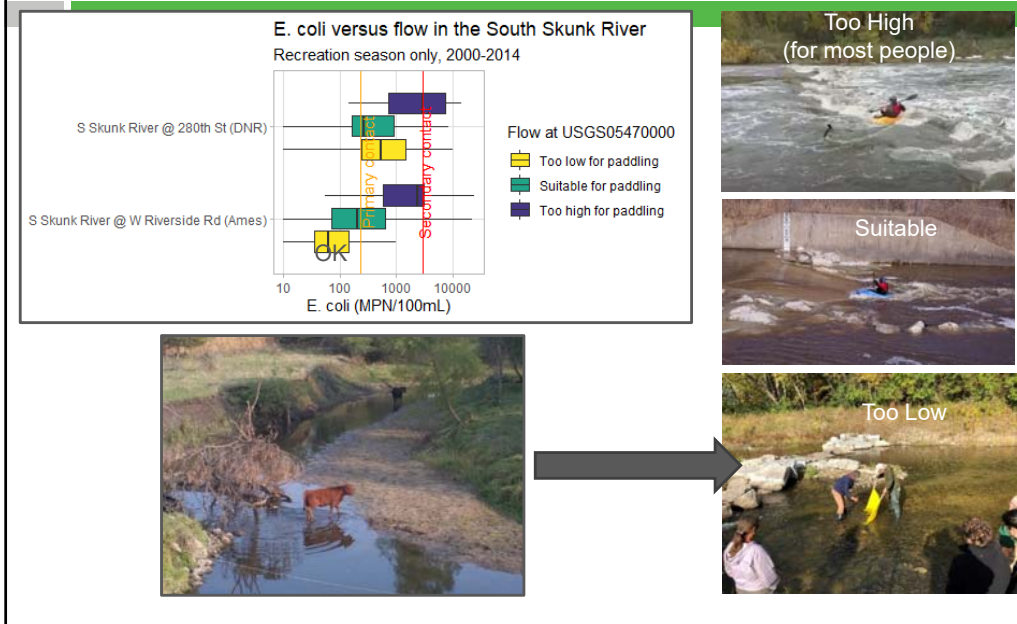 E. coli versus flow in the South Skunk River
Recreation season only, 2000-2014
S Skunk River @ 280th St (DNR)
S Skunk River @ W Riverside Rd (Ames)
Primary contact
Secondary contact
OK
10 100 1000 10000
E. coli (MPN/100mL)
Flow at USGS05470000
Too low for paddling
Suitable for paddling
Too high for paddling
Too High
(for most people)
Suitable
Too Low